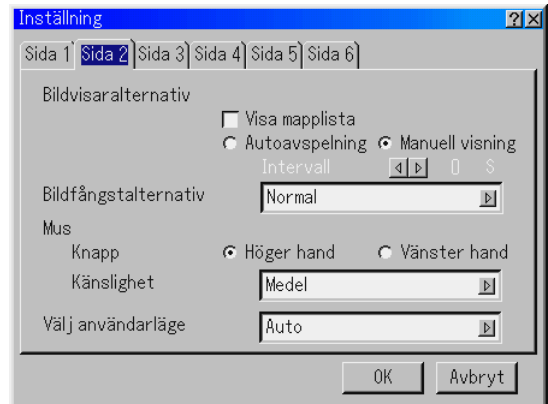 Inställning
Sida 1 Sida 2 Sida 3 Sida 4 Sida 5 Sida 6
Bildvisaralternativ
Visa mapplista
Autoavspelning Manuell visning
Intervall 0 S
Bildfångstalternativ Normal
Mus
Knapp Höger hand Vänster hand
Känslighet Medel
Välj användarläge Auto
OK Avbryt